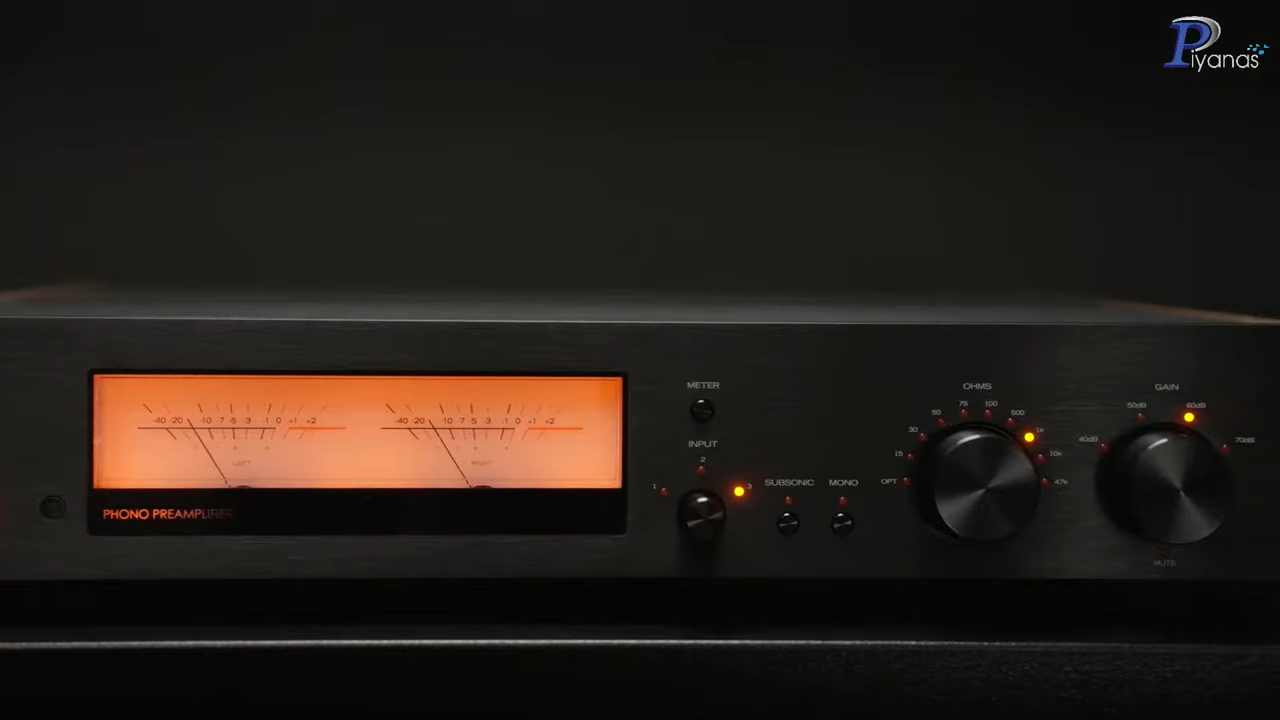 Piyanas
-40 -20 -10 -7 -5 -3 -1 0 +1 +2
LEFT
-40 -20 -10 -7 -5 -3 -1 0 +1 +2
RIGHT
PHONO PREAMPLIFIER
METER
INPUT
1
2
3
SUBSONIC
MONO
OHMS
OPT
15
30
50
75
100
500
1k
10k
47k
GAIN
40dB
50dB
60dB
70dB
MUTE